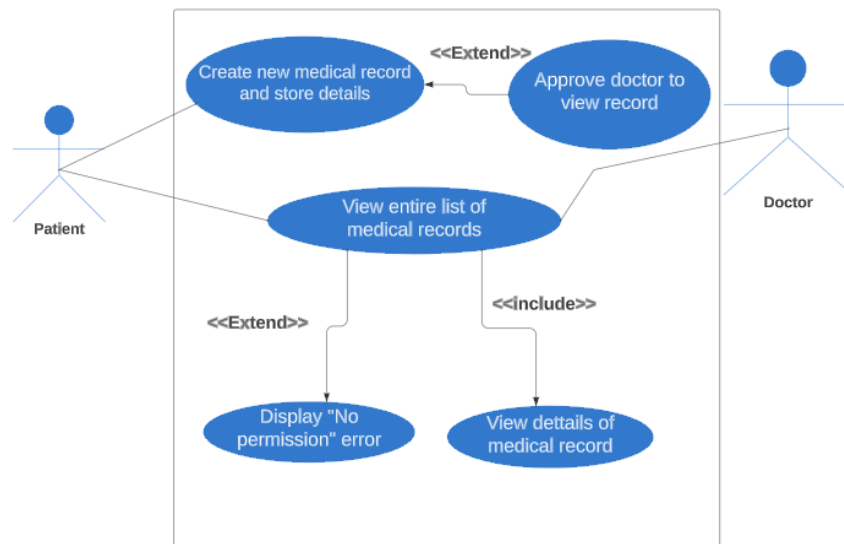 <<Extend>>
Create new medical record
and store details
Approve doctor to
view record
Patient
Doctor
View entire list of
medical records
<<Extend>>
<<include>>
Display "No
permission" error
View dettails of
medical record